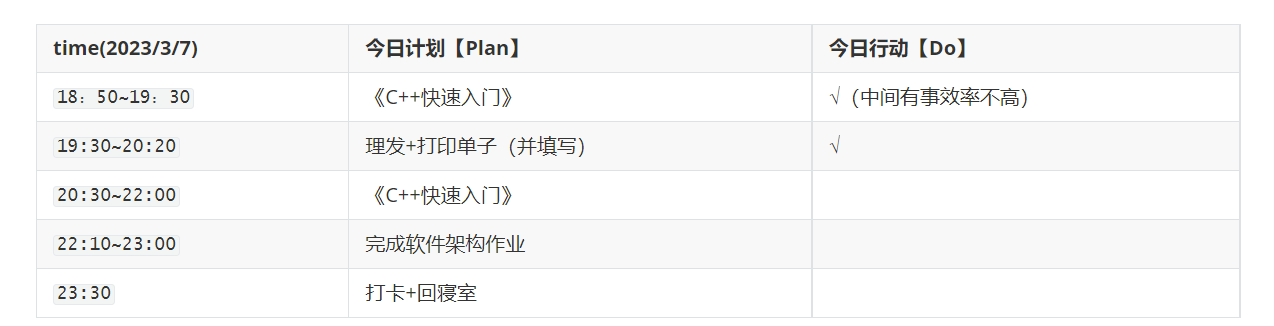 time(2023/3/7) 今日计划【Plan】 今日行动【Do】
18：50~19：30 《C++快速入门》 √（中间有事效率不高）
19:30~20:20 理发+打印单子（并填写） √
20:30~22:00 《C++快速入门》
22:10~23:00 完成软件架构作业
23:30 打卡+回寝室